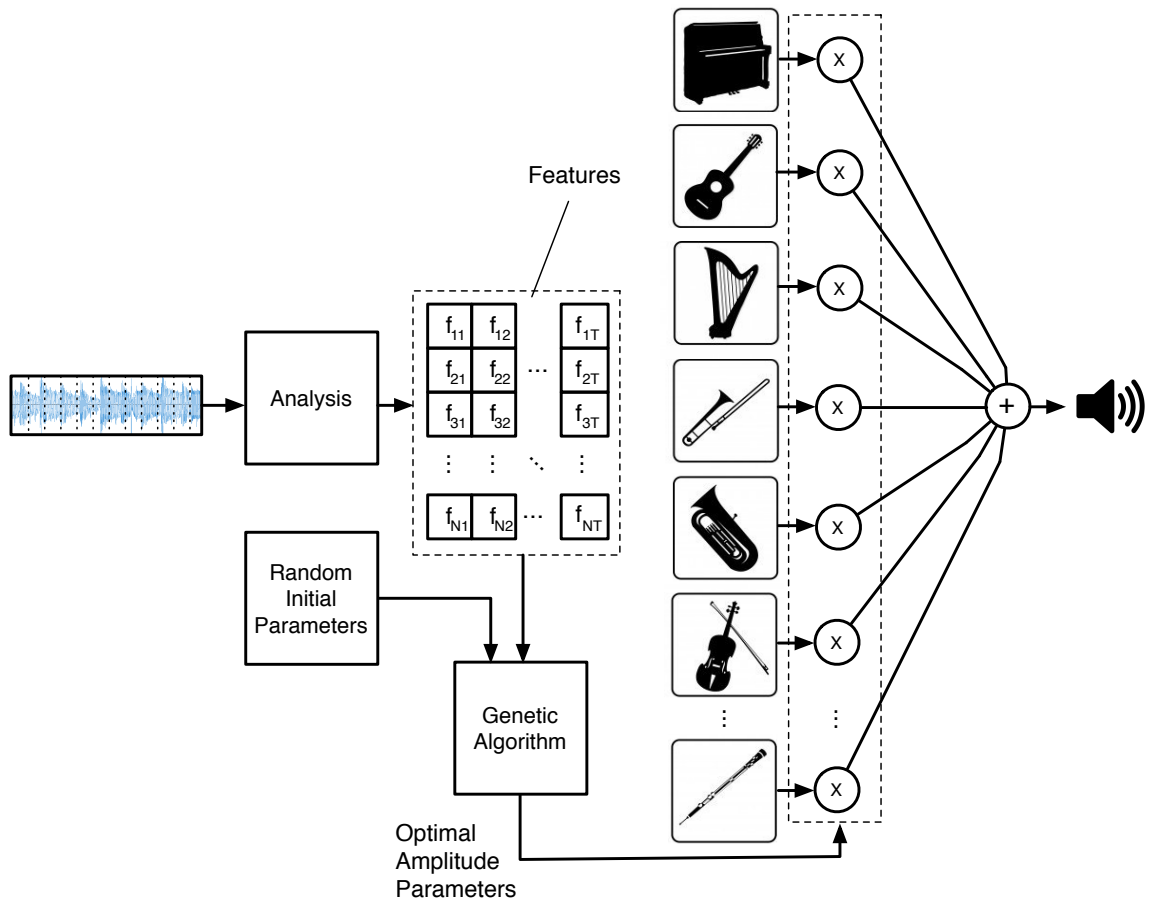 Features
f11 f12 f1T
f21 f22 ... f2T
f31 f32 f3T
⋮ ⋮ ⋱ ⋮
fN1 fN2 ... fNT
Analysis
Random
Initial
Parameters
Genetic
Algorithm
Optimal
Amplitude
Parameters
X
X
X
X
+
X
X
⋮ ⋮
X